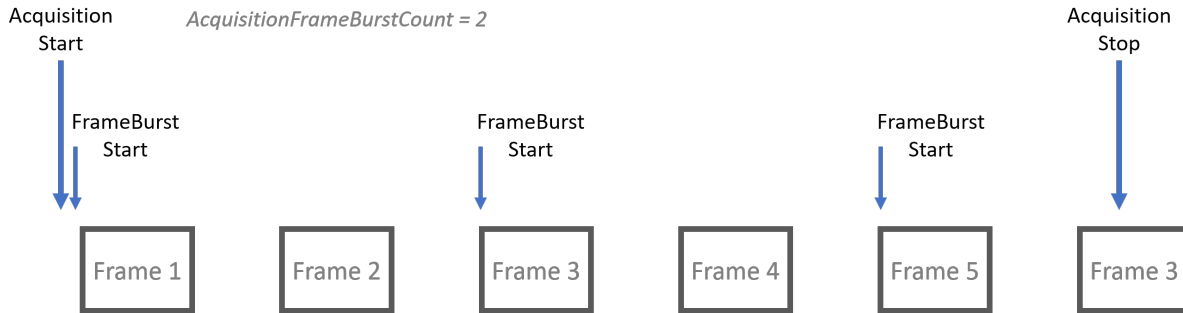 Acquisition
Start
AcquisitionFrameBurstCount = 2
Acquisition
Stop
FrameBurst
Start
FrameBurst
Start
FrameBurst
Start
Frame 1
Frame 2
Frame 3
Frame 4
Frame 5
Frame 3